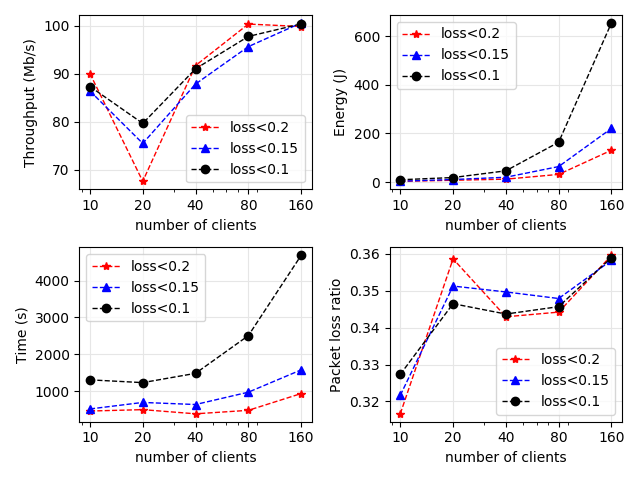 100
90
80
70
Throughput (Mb/s)
loss<0.2
loss<0.15
loss<0.1
10 20 40 80 160
number of clients
600
400
200
0
Energy (J)
loss<0.2
loss<0.15
loss<0.1
10 20 40 80 160
number of clients
4000
3000
2000
1000
Time (s)
loss<0.2
loss<0.15
loss<0.1
10 20 40 80 160
number of clients
0.36
0.35
0.34
0.33
0.32
Packet loss ratio
loss<0.2
loss<0.15
loss<0.1
10 20 40 80 160
number of clients